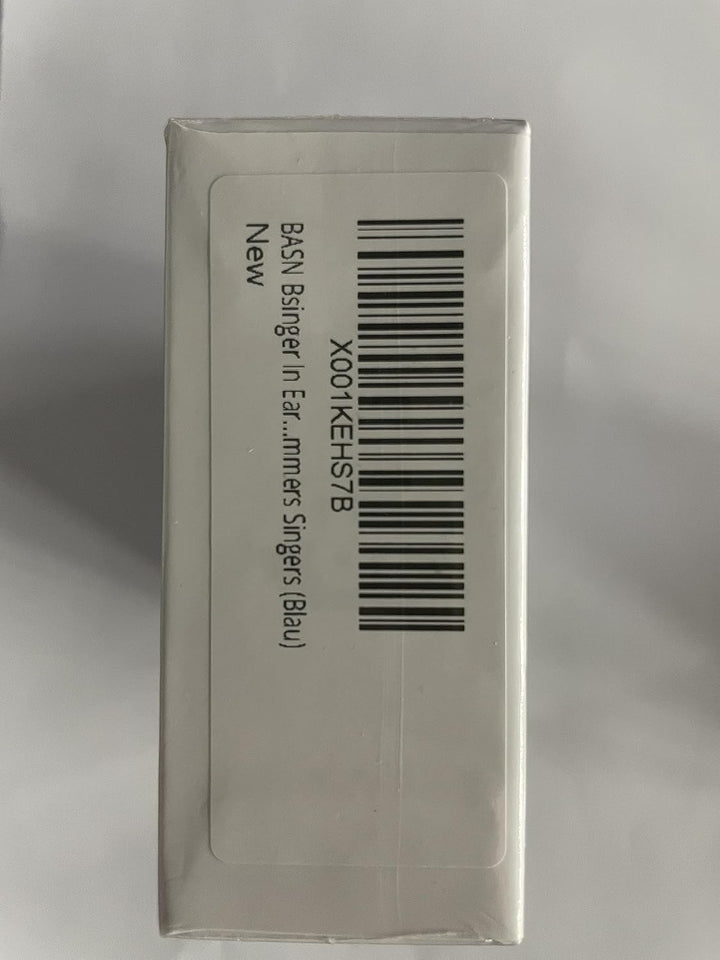 X001KEHS7B
BASN Bsinger In Ear...mmers Singers (Blau)
New